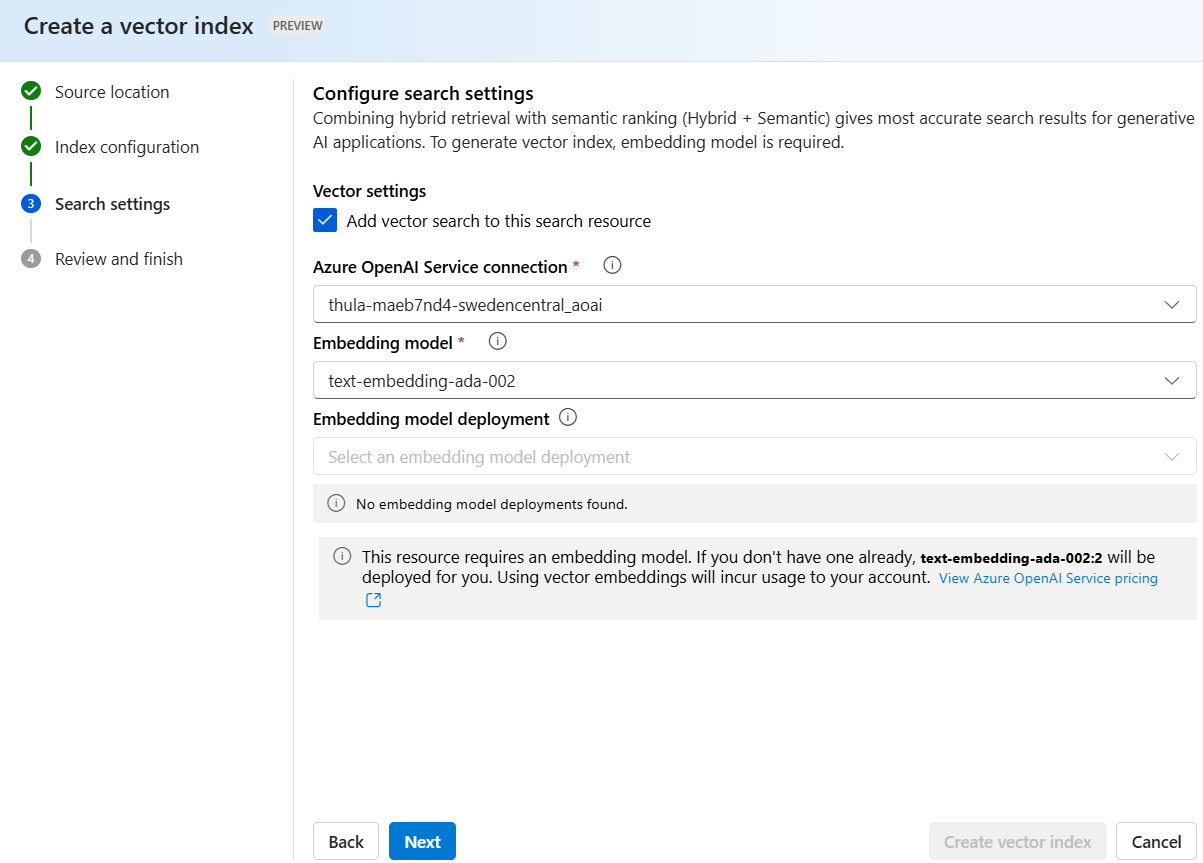 Create a vector index PREVIEW
Source location
Index configuration
3 Search settings
4 Review and finish
Configure search settings
Combining hybrid retrieval with semantic ranking (Hybrid + Semantic) gives most accurate search results for generative
AI applications. To generate vector index, embedding model is required.
Vector settings
Add vector search to this search resource
Azure OpenAI Service connection *
thula-maeb7nd4-swedencentral_aoai
Embedding model *
text-embedding-ada-002
Embedding model deployment
Select an embedding model deployment
No embedding model deployments found.
This resource requires an embedding model. If you don't have one already, text-embedding-ada-002:2 will be
deployed for you. Using vector embeddings will incur usage to your account. View Azure OpenAI Service pricing
Back Next Create vector index Cancel